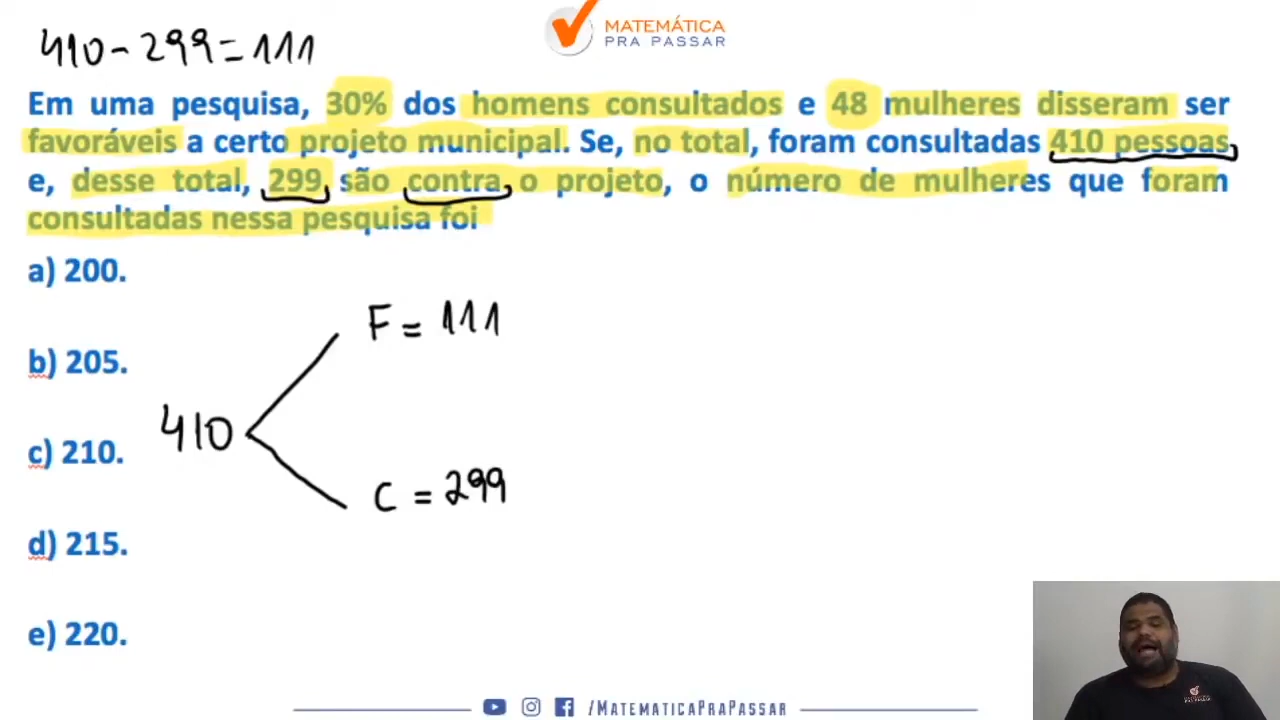 410 - 299 = 111
MATEMÁTICA
PRA PASSAR
Em uma pesquisa, 30% dos homens consultados e 48 mulheres disseram ser
favoráveis a certo projeto municipal. Se, no total, foram consultadas 410 pessoas
e, desse total, 299 são contra o projeto, o número de mulheres que foram
consultadas nessa pesquisa foi
a) 200.
F = 111
b) 205.
410
c) 210.
C = 299
d) 215.
e) 220.
/MATEMATICAPRAPASSAR